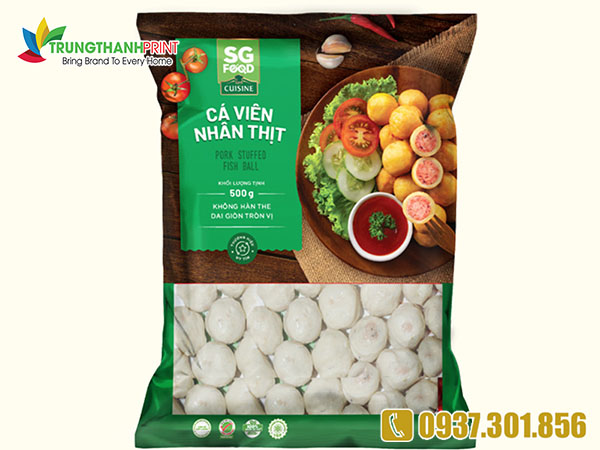 TRUNGTHANHPRINT
Bring Brand To Every Home
SG
FOOD
CUISINE
CÁ VIÊN
NHÂN THỊT
PORK STUFFED
FISH BALL
KHỐI LƯỢNG TỊNH
500g
KHÔNG HÀN THE
DAI GIÒN TRÒN VỊ
0937.301.856